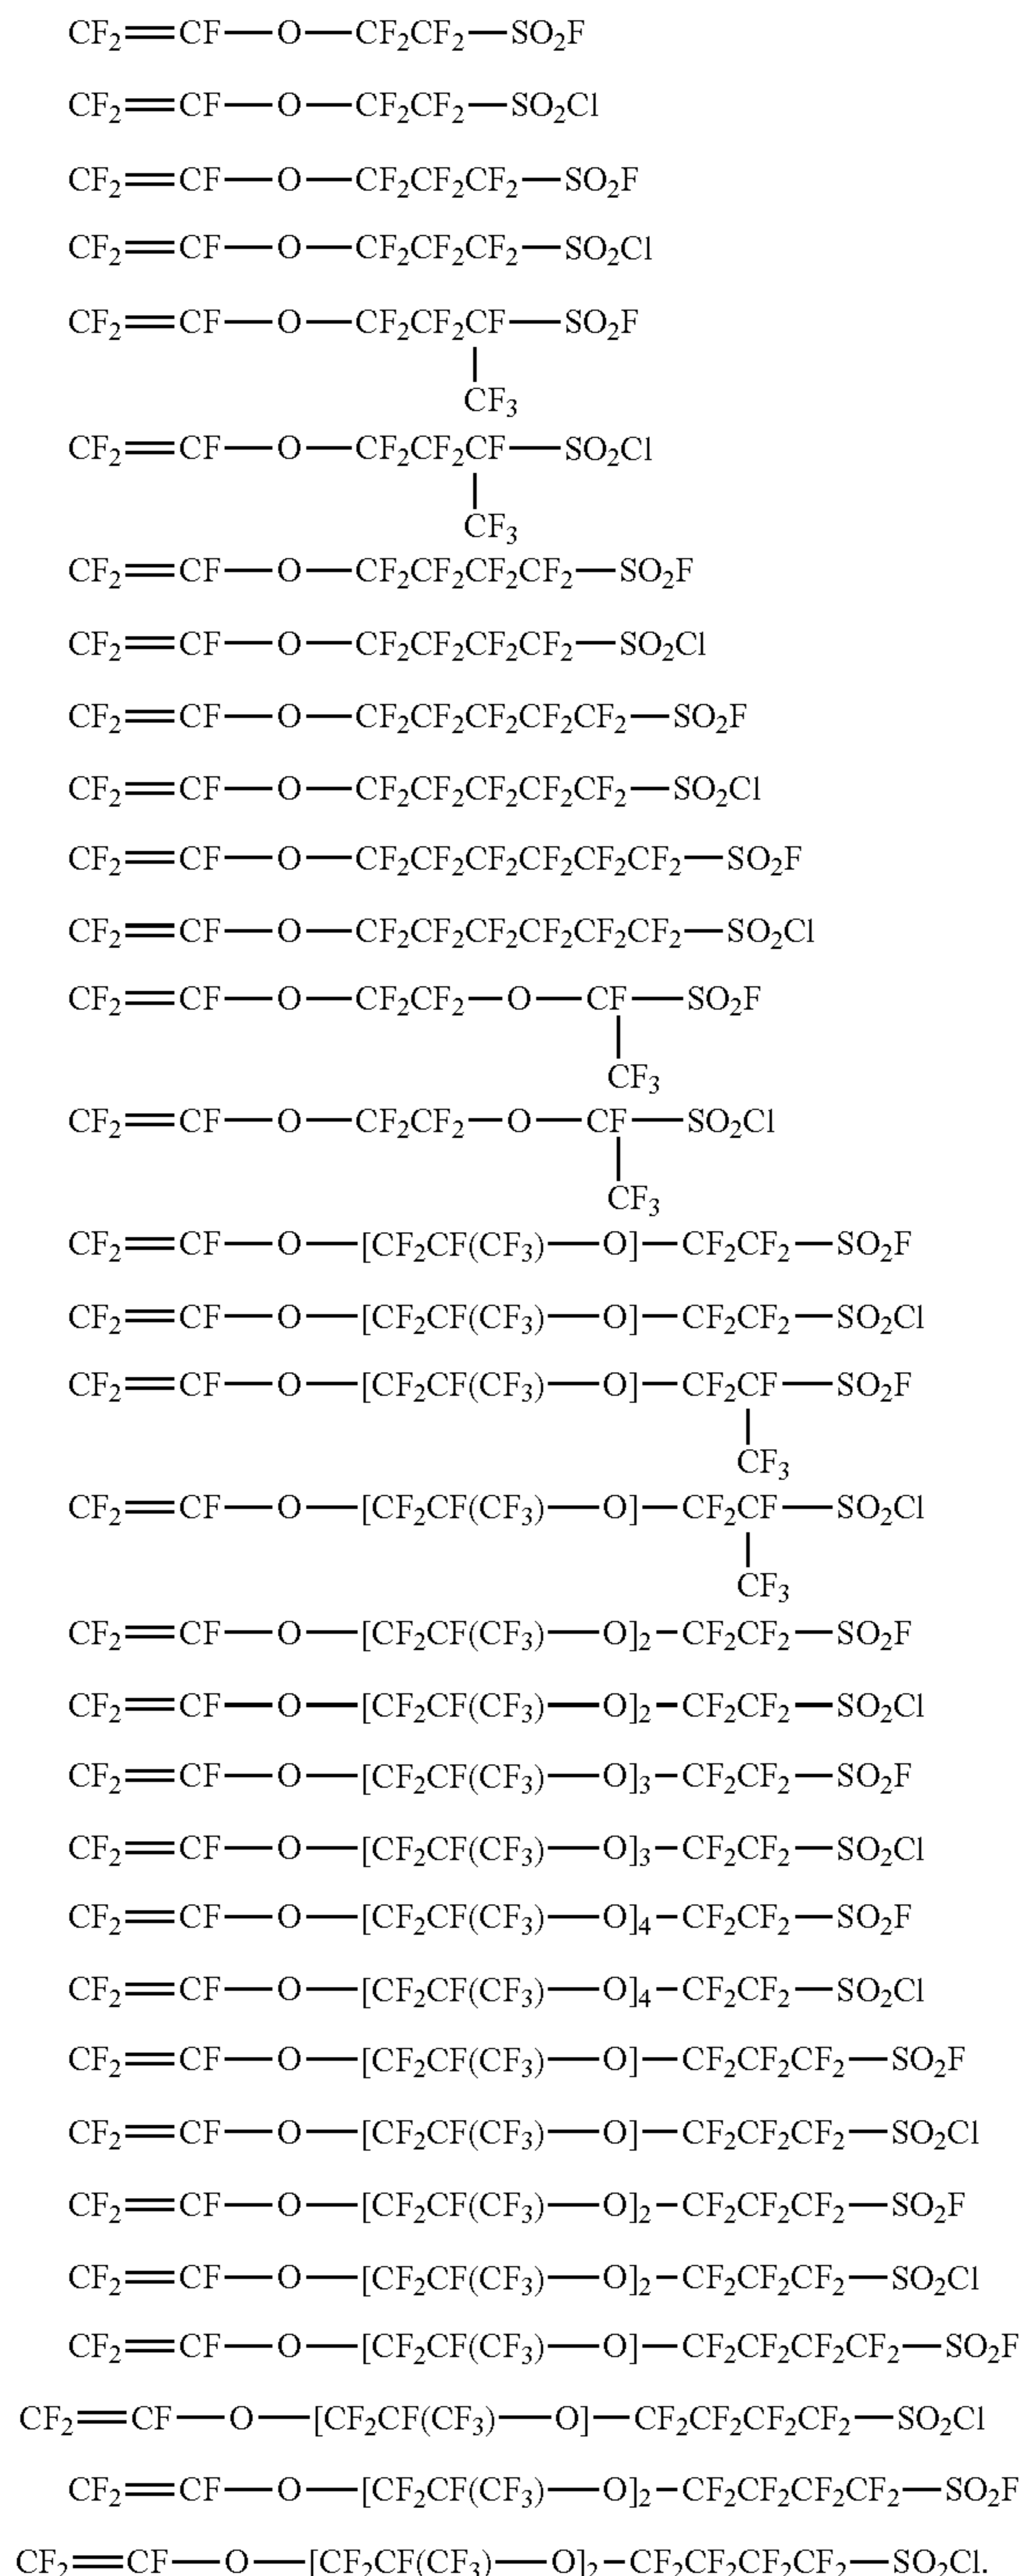 CF₂=CF—O—CF₂CF₂—SO₂F
CF₂=CF—O—CF₂CF₂—SO₂Cl
CF₂=CF—O—CF₂CF₂CF₂—SO₂F
CF₂=CF—O—CF₂CF₂CF₂—SO₂Cl
CF₂=CF—O—CF₂CF₂CF—SO₂F
CF₃
CF₂=CF—O—CF₂CF₂CF—SO₂Cl
CF₃
CF₂=CF—O—CF₂CF₂CF₂CF₂—SO₂F
CF₂=CF—O—CF₂CF₂CF₂CF₂—SO₂Cl
CF₂=CF—O—CF₂CF₂CF₂CF₂CF₂—SO₂F
CF₂=CF—O—CF₂CF₂CF₂CF₂CF₂—SO₂Cl
CF₂=CF—O—CF₂CF₂CF₂CF₂CF₂CF₂—SO₂F
CF₂=CF—O—CF₂CF₂CF₂CF₂CF₂CF₂—SO₂Cl
CF₂=CF—O—CF₂CF₂—O—CF—SO₂F
CF₃
CF₂=CF—O—CF₂CF₂—O—CF—SO₂Cl
CF₃
CF₂=CF—O—[CF₂CF(CF₃)—O]—CF₂CF₂—SO₂F
CF₂=CF—O—[CF₂CF(CF₃)—O]—CF₂CF₂—SO₂Cl
CF₂=CF—O—[CF₂CF(CF₃)—O]—CF₂CF—SO₂F
CF₃
CF₂=CF—O—[CF₂CF(CF₃)—O]—CF₂CF—SO₂Cl
CF₃
CF₂=CF—O—[CF₂CF(CF₃)—O]₂—CF₂CF₂—SO₂F
CF₂=CF—O—[CF₂CF(CF₃)—O]₂—CF₂CF₂—SO₂Cl
CF₂=CF—O—[CF₂CF(CF₃)—O]₃—CF₂CF₂—SO₂F
CF₂=CF—O—[CF₂CF(CF₃)—O]₃—CF₂CF₂—SO₂Cl
CF₂=CF—O—[CF₂CF(CF₃)—O]₄—CF₂CF₂—SO₂F
CF₂=CF—O—[CF₂CF(CF₃)—O]₄—CF₂CF₂—SO₂Cl
CF₂=CF—O—[CF₂CF(CF₃)—O]—CF₂CF₂CF₂—SO₂F
CF₂=CF—O—[CF₂CF(CF₃)—O]—CF₂CF₂CF₂—SO₂Cl
CF₂=CF—O—[CF₂CF(CF₃)—O]₂—CF₂CF₂CF₂—SO₂F
CF₂=CF—O—[CF₂CF(CF₃)—O]₂—CF₂CF₂CF₂—SO₂Cl
CF₂=CF—O—[CF₂CF(CF₃)—O]—CF₂CF₂CF₂CF₂—SO₂F
CF₂=CF—O—[CF₂CF(CF₃)—O]—CF₂CF₂CF₂CF₂—SO₂Cl
CF₂=CF—O—[CF₂CF(CF₃)—O]₂—CF₂CF₂CF₂CF₂—SO₂F
CF₂=CF—O—[CF₂CF(CF₃)—O]₂—CF₂CF₂CF₂CF₂—SO₂Cl.